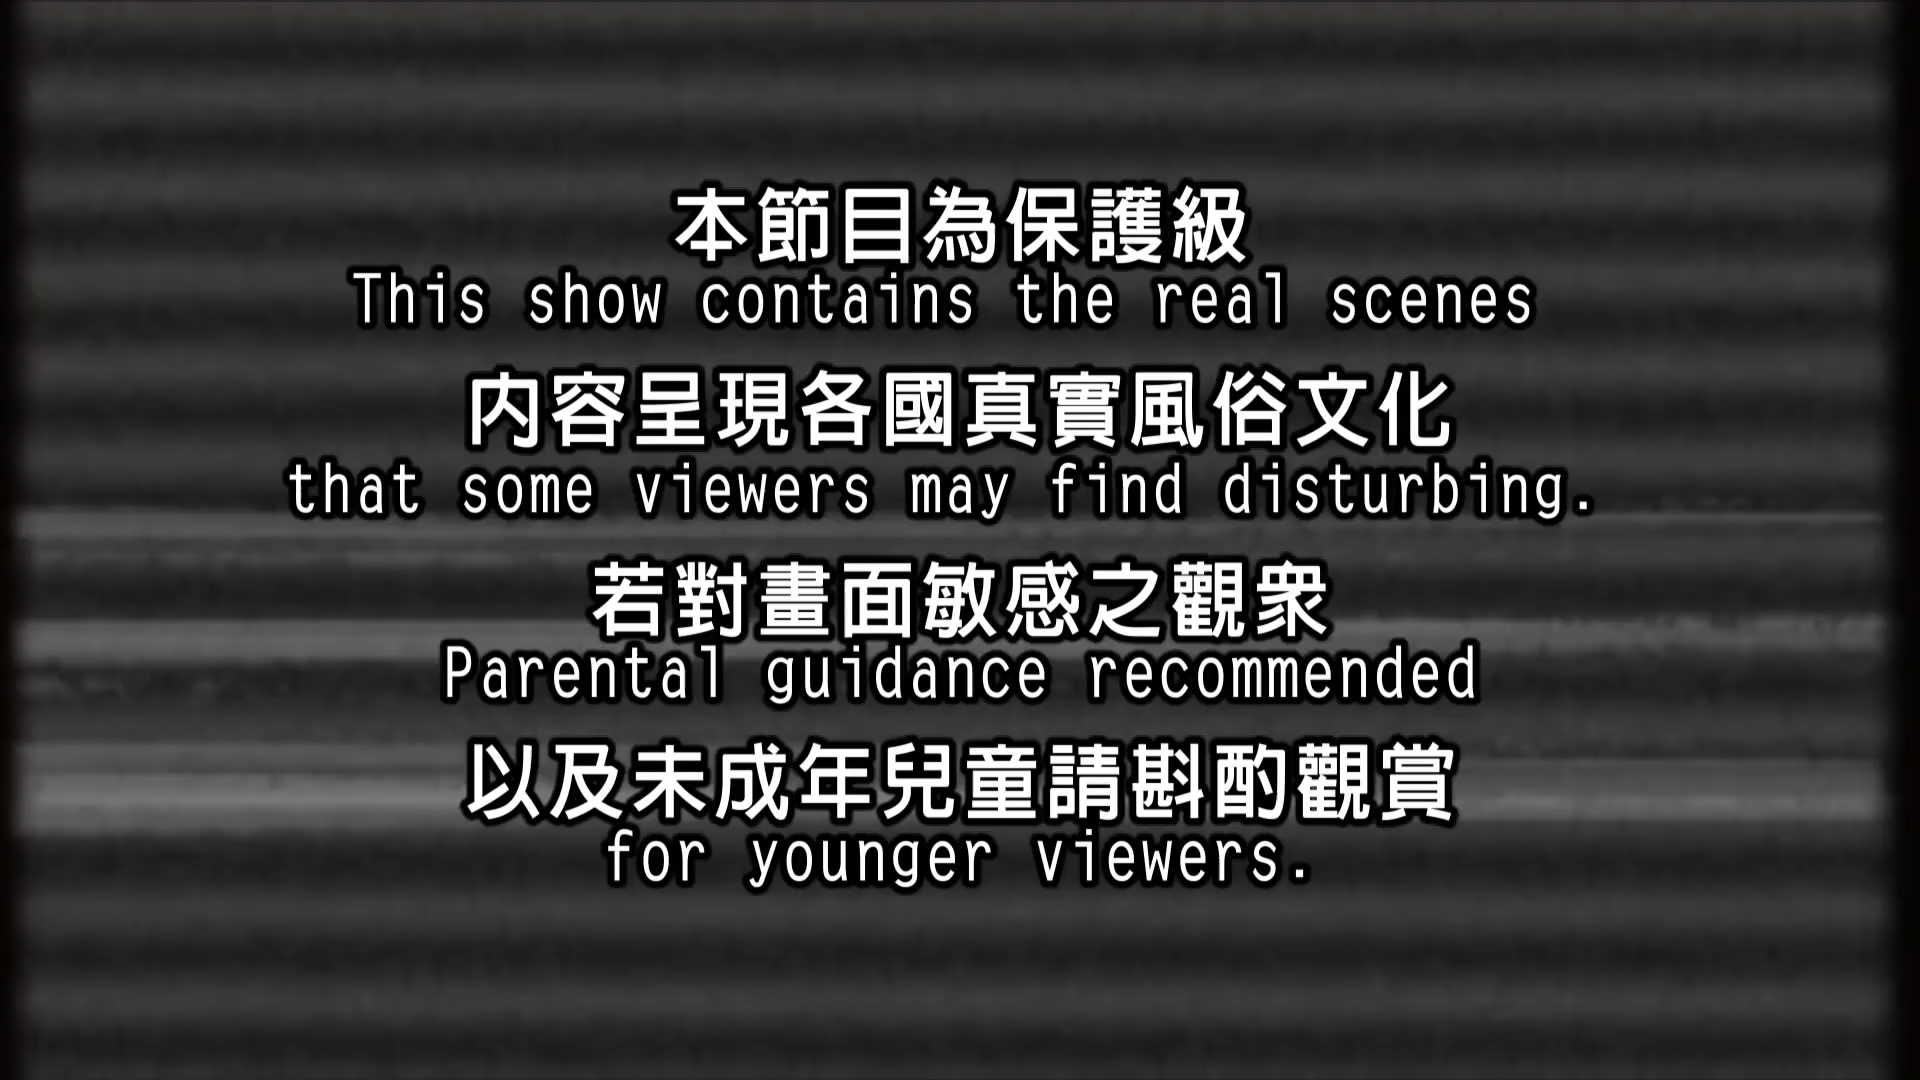 本節目為保護級
This show contains the real scenes
內容呈現各國真實風俗文化
that some viewers may find disturbing.
若對畫面敏感之觀眾
Parental guidance recommended
以及未成年兒童請斟酌觀賞
for younger viewers.